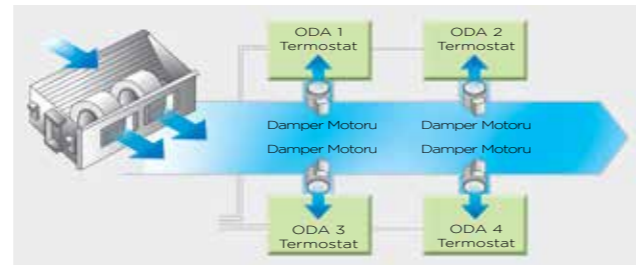 ODA 1
Termostat
ODA 2
Termostat
Damper Motoru
Damper Motoru
Damper Motoru
Damper Motoru
ODA 3
Termostat
ODA 4
Termostat